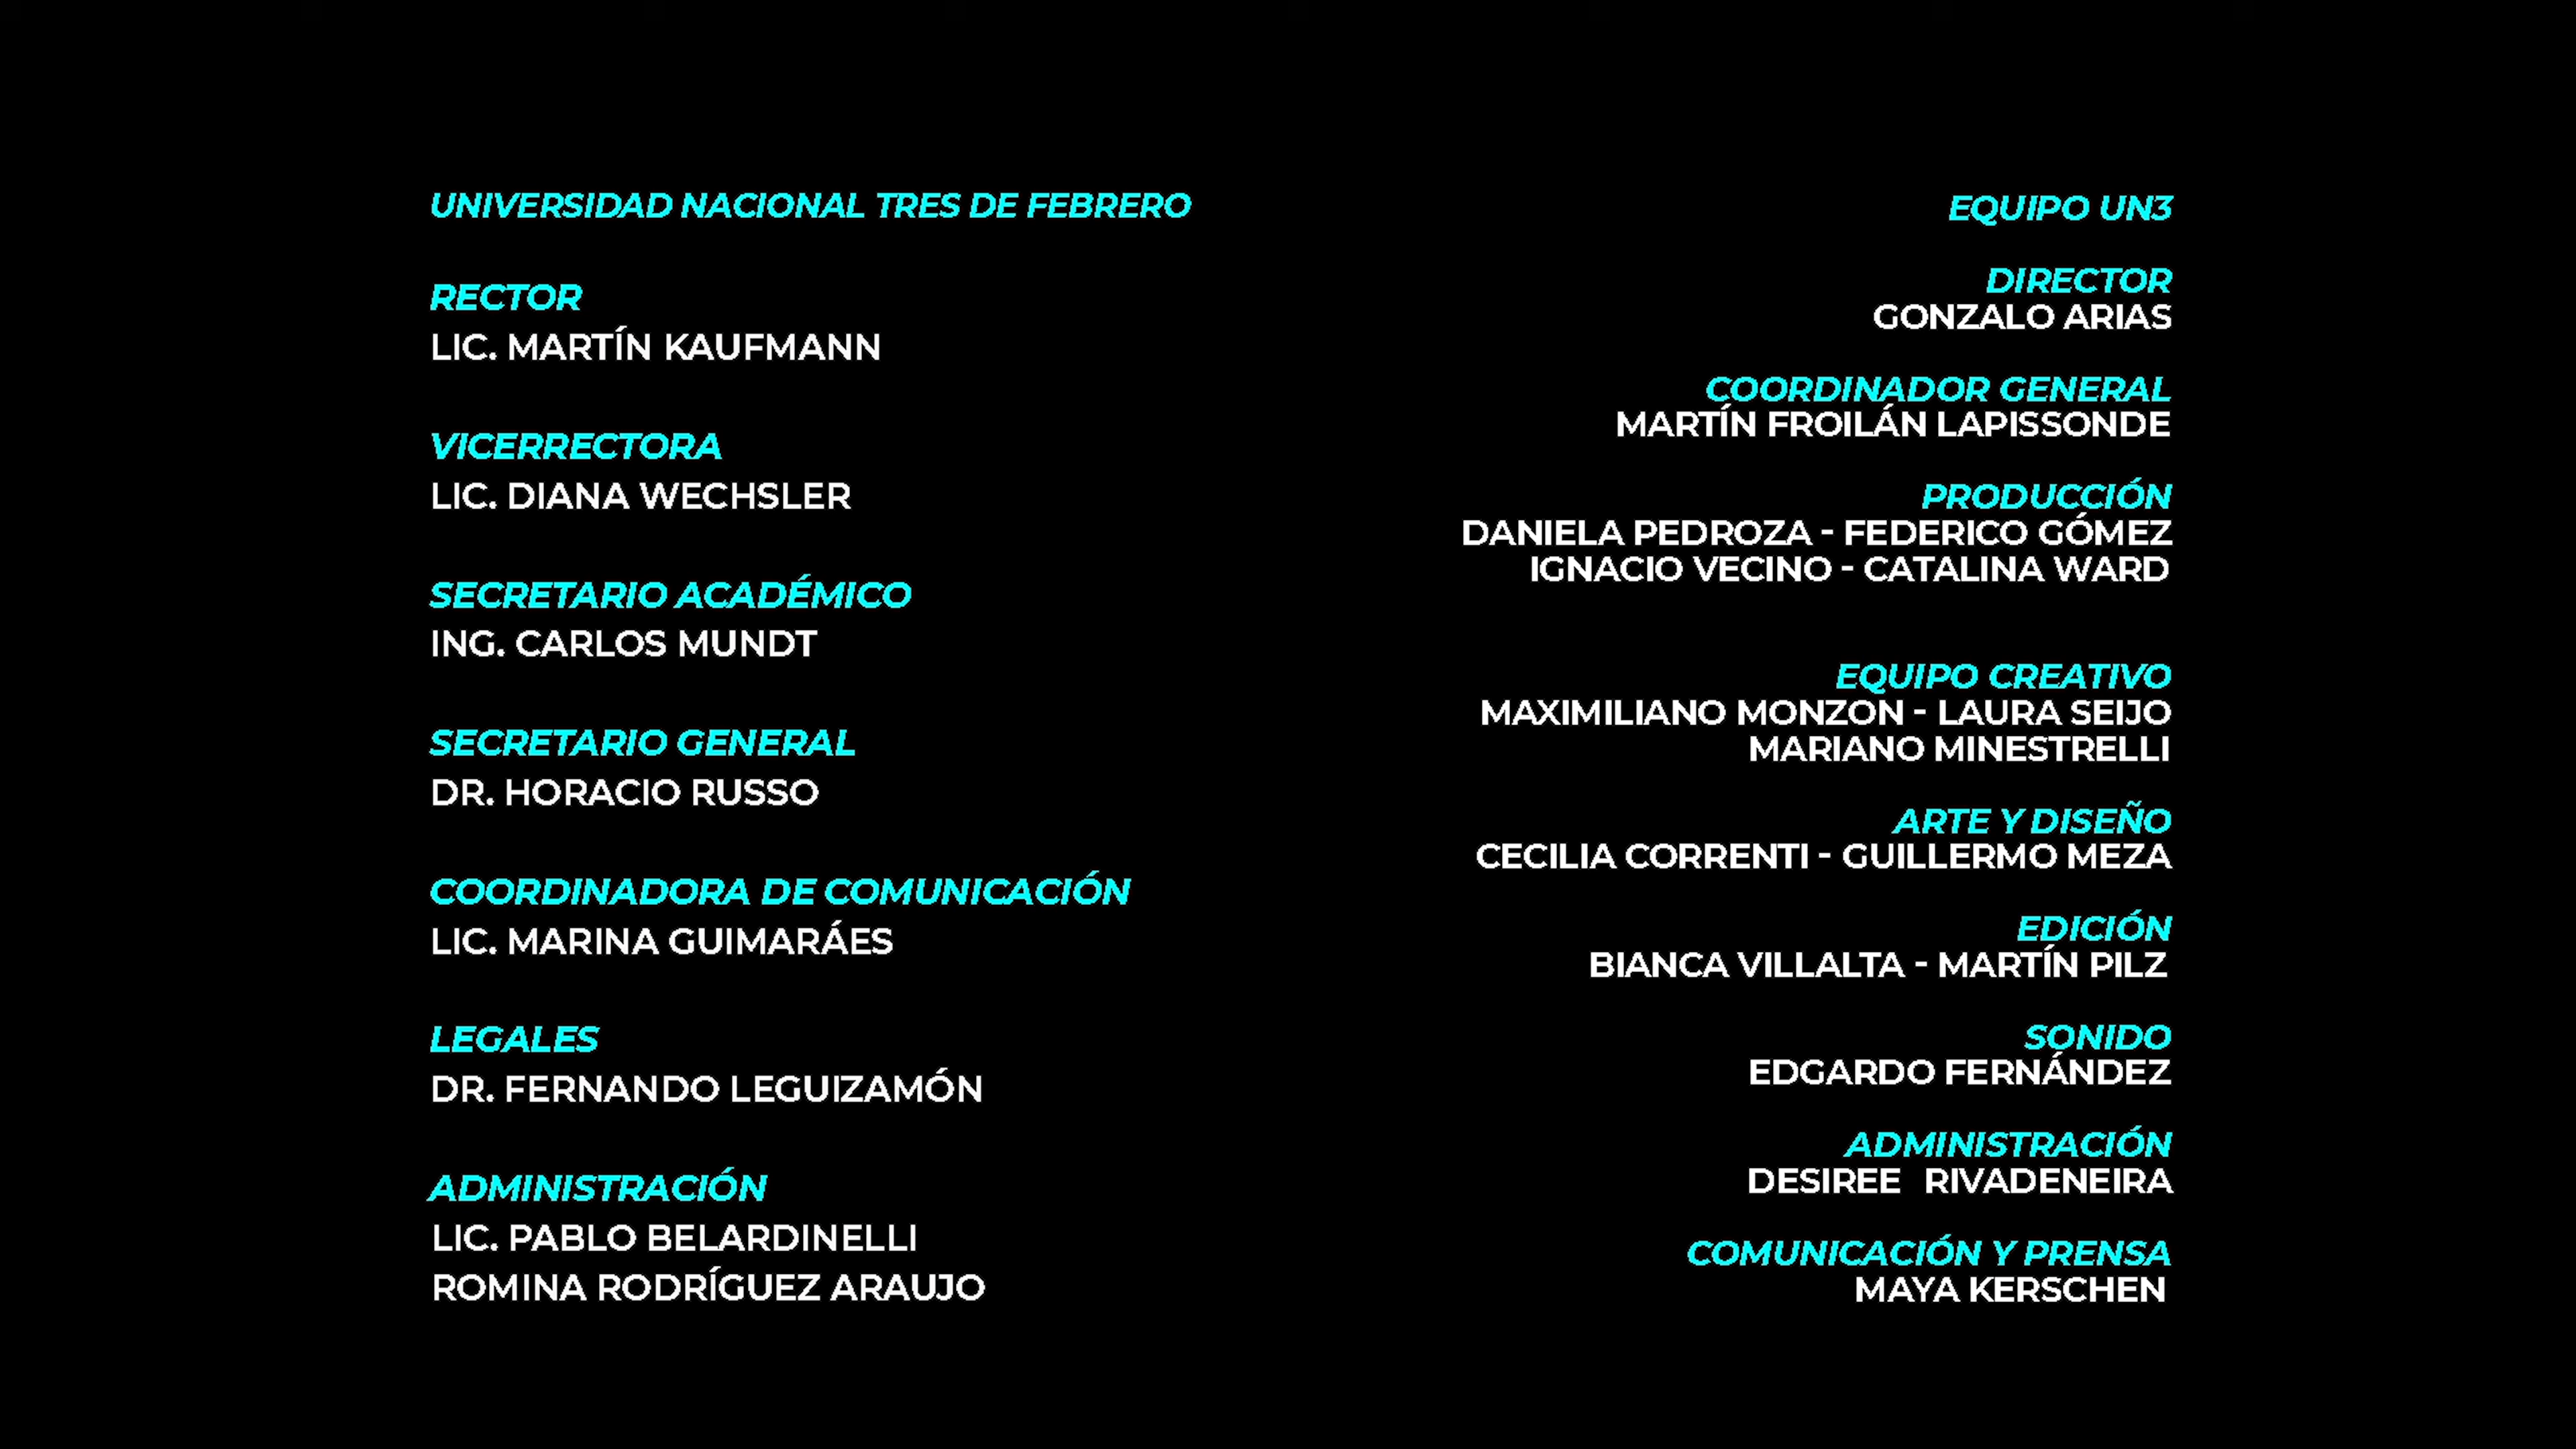 UNIVERSIDAD NACIONAL TRES DE FEBRERO
RECTOR
LIC. MARTÍN KAUFMANN
VICERRECTORA
LIC. DIANA WECHSLER
SECRETARIO ACADÉMICO
ING. CARLOS MUNDT
SECRETARIO GENERAL
DR. HORACIO RUSSO
COORDINADORA DE COMUNICACIÓN
LIC. MARINA GUIMARÁES
LEGALES
DR. FERNANDO LEGUIZAMÓN
ADMINISTRACIÓN
LIC. PABLO BELARDINELLI
ROMINA RODRÍGUEZ ARAUJO
EQUIPO UN3
DIRECTOR
GONZALO ARIAS
COORDINADOR GENERAL
MARTÍN FROILÁN LAPISSONDE
PRODUCCIÓN
DANIELA PEDROZA - FEDERICO GÓMEZ
IGNACIO VECINO - CATALINA WARD
EQUIPO CREATIVO
MAXIMILIANO MONZON - LAURA SEIJO
MARIANO MINESTRELLI
ARTE Y DISEÑO
CECILIA CORRENTI - GUILLERMO MEZA
EDICIÓN
BIANCA VILLALTA - MARTÍN PILZ
SONIDO
EDGARDO FERNÁNDEZ
ADMINISTRACIÓN
DESIREE  RIVADENEIRA
COMUNICACIÓN Y PRENSA
MAYA KERSCHEN